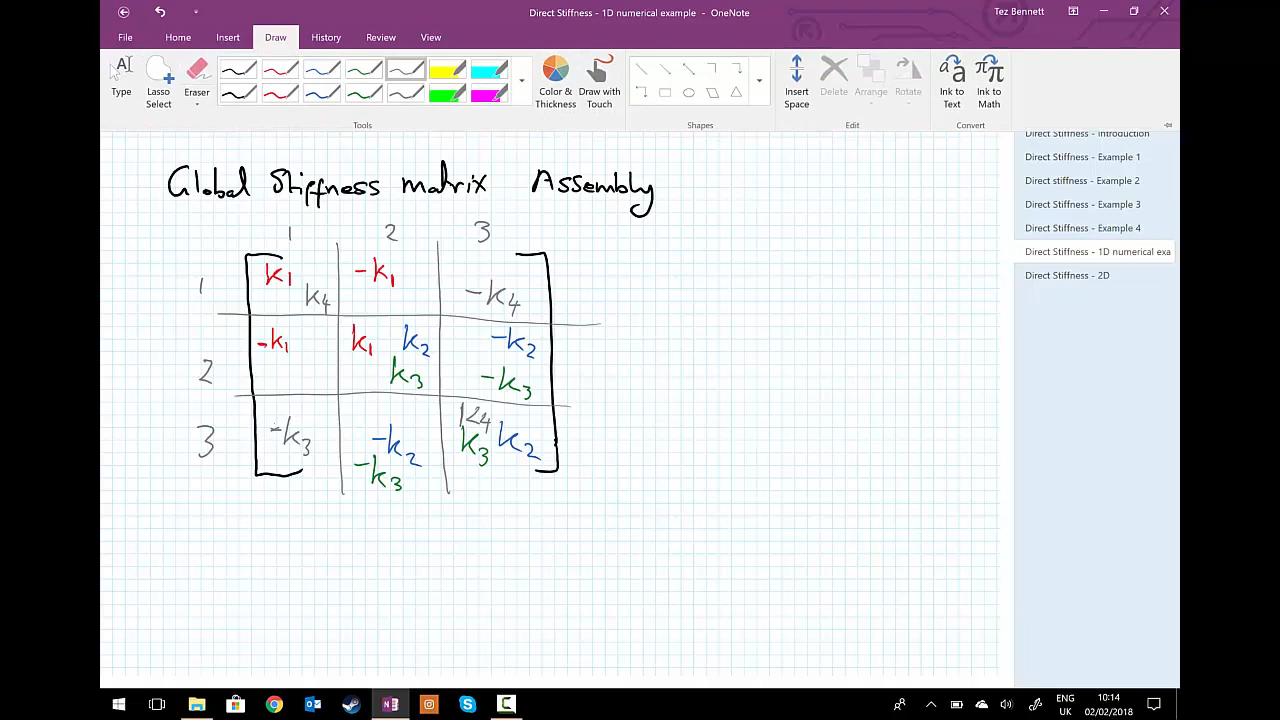 Direct Stiffness - 1D numerical example - OneNote
Tez Bennett
File Home Insert Draw History Review View
Type
Lasso Select
Eraser
Color & Thickness
Draw with Touch
Insert Space
Delete
Arrange
Rotate
Ink to Text
Ink to Math
Tools Shapes Edit Convert
Direct Stiffness - Introduction
Direct Stiffness - Example 1
Direct stiffness - Example 2
Direct Stiffness - Example 3
Direct Stiffness - Example 4
Direct Stiffness - 1D numerical exa
Direct Stiffness - 2D
Global Stiffness matrix Assembly
1 2 3
k1 -k1
1 k4 -k4
-k1 k1 k2 -k2
2 k3 -k3
k4
3 -k3 -k2 k3 k2
-k3
ENG 10:14
UK 02/02/2018